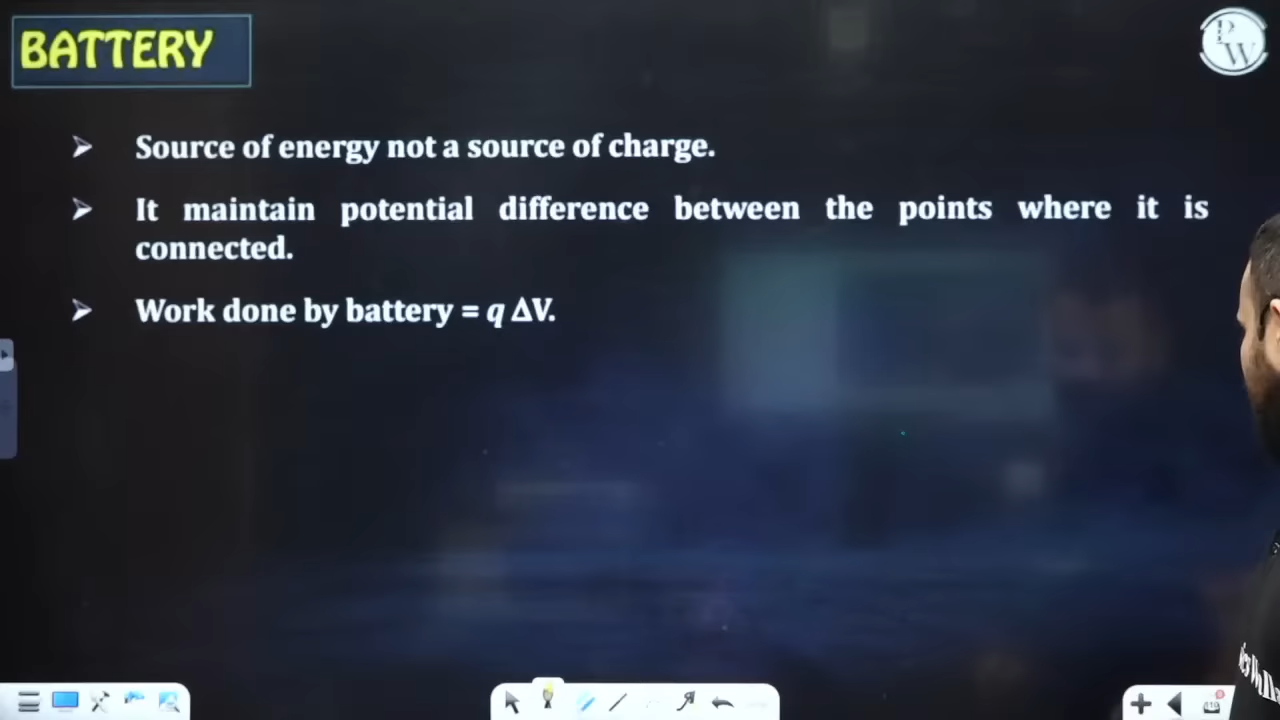 BATTERY
PW
➤ Source of energy not a source of charge.
➤ It maintain potential difference between the points where it is
connected.
➤ Work done by battery = q ΔV.